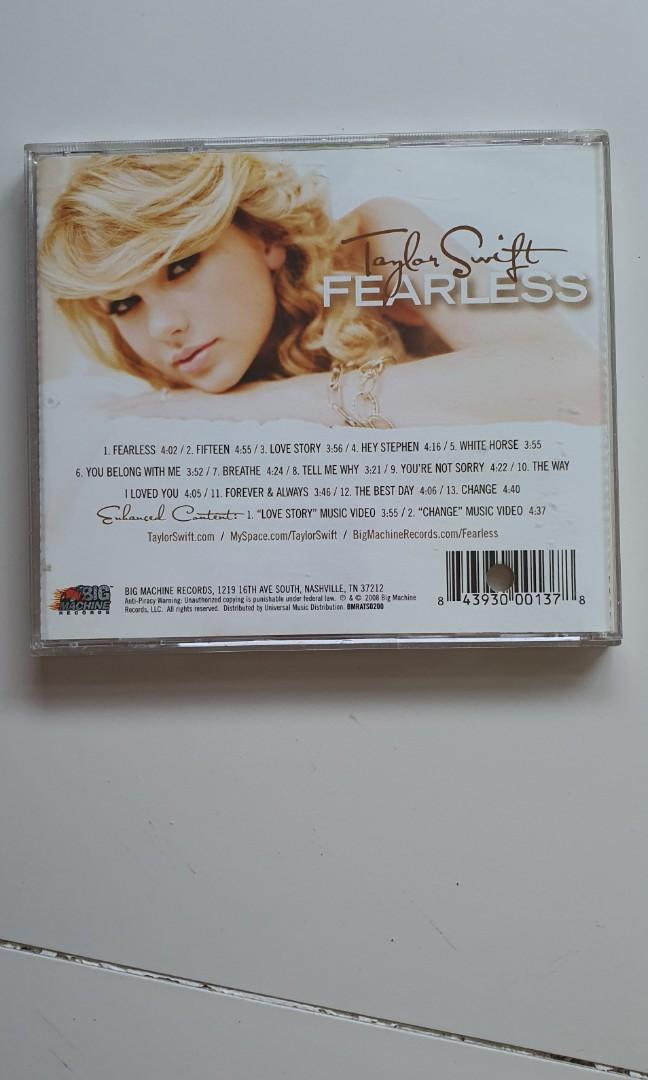 Taylor Swift
FEARLESS
1. FEARLESS 4:02 / 2. FIFTEEN 4:55 / 3. LOVE STORY 3:56 / 4. HEY STEPHEN 4:16 / 5. WHITE HORSE 3:55
6. YOU BELONG WITH ME 3:52 / 7. BREATHE 4:24 / 8. TELL ME WHY 3:21 / 9. YOU'RE NOT SORRY 4:22 / 10. THE WAY
I LOVED YOU 4:05 / 11. FOREVER & ALWAYS 3:46 / 12. THE BEST DAY 4:06 / 13. CHANGE 4:40
Enhanced Content: 1. "LOVE STORY" MUSIC VIDEO 3:55 / 2. "CHANGE" MUSIC VIDEO 4:37
TaylorSwift.com / MySpace.com/TaylorSwift / BigMachineRecords.com/Fearless
BIG MACHINE RECORDS
BIG MACHINE RECORDS, 1219 16TH AVE SOUTH, NASHVILLE, TN 37212
Anti-Piracy Warning: Unauthorized copying is punishable under federal law. ℗ & © 2008 Big Machine
Records, LLC. All rights reserved. Distributed by Universal Music Distribution. BMRATS0200
8 43930 00137 8